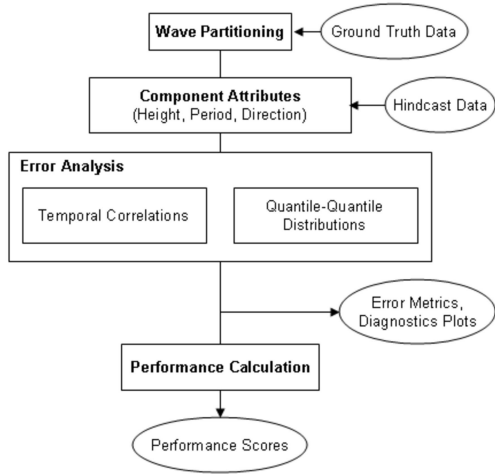 Wave Partitioning
Ground Truth Data
Component Attributes
(Height, Period, Direction)
Hindcast Data
Error Analysis
Temporal Correlations
Quantile-Quantile
Distributions
Error Metrics,
Diagnostics Plots
Performance Calculation
Performance Scores